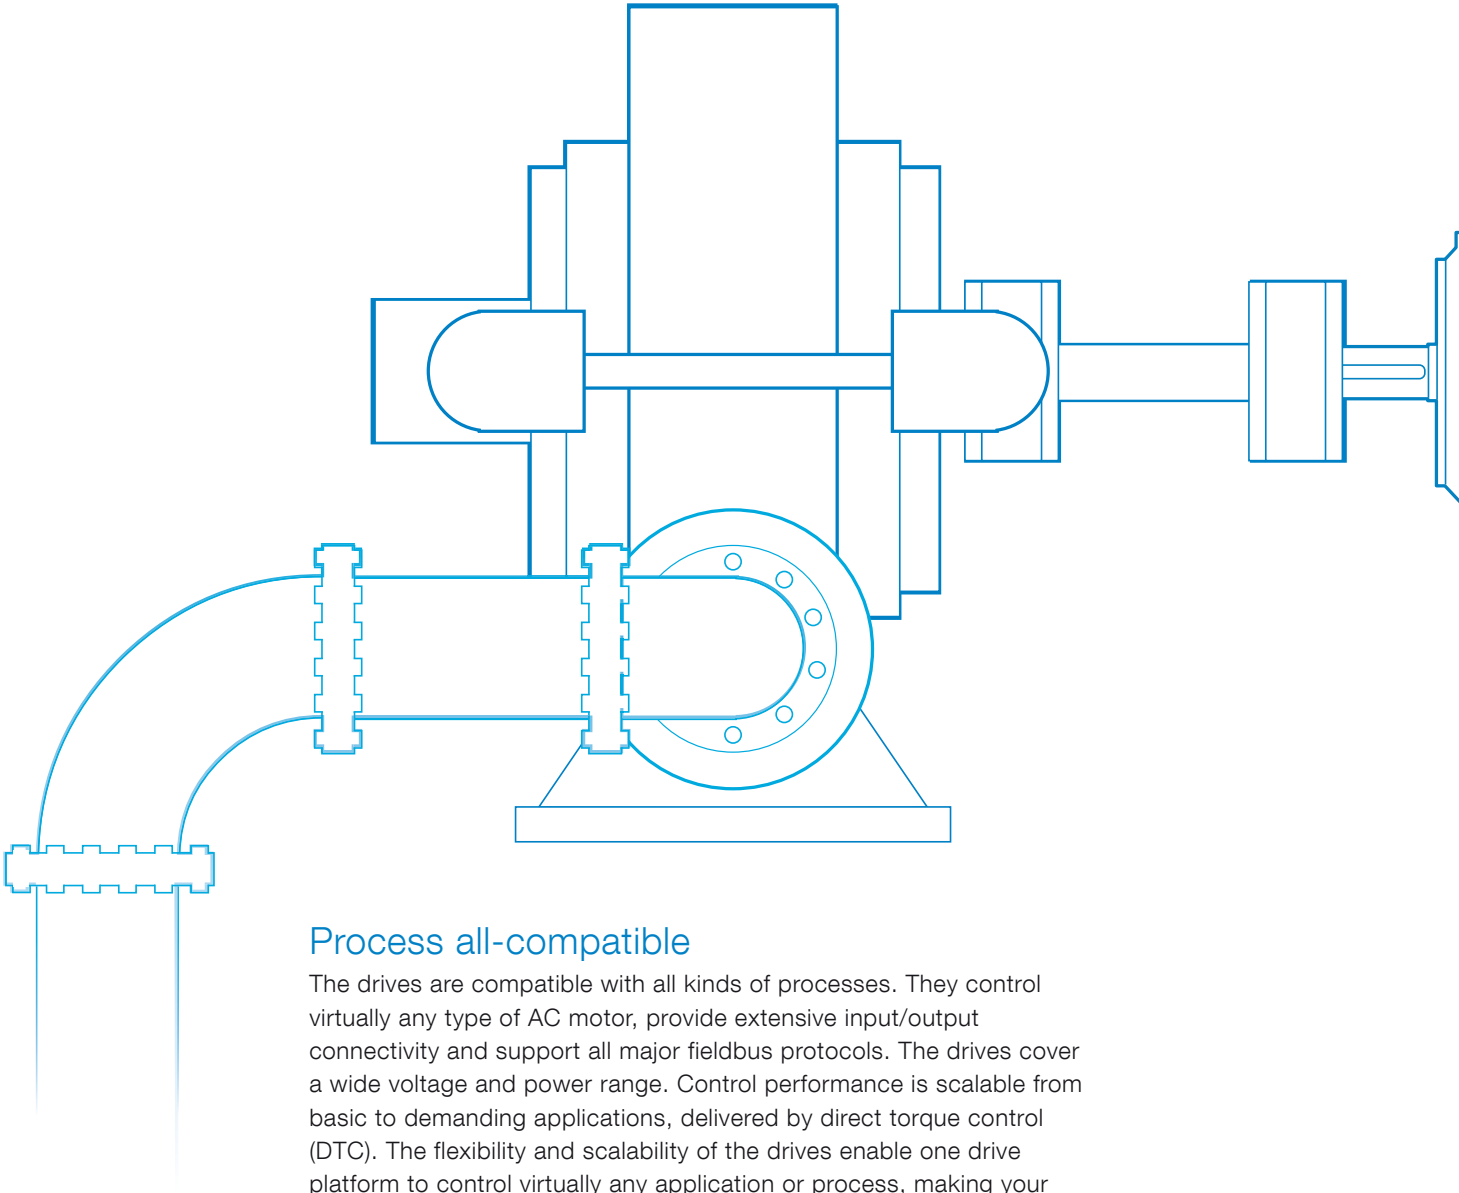 Process all-compatible
The drives are compatible with all kinds of processes. They control
virtually any type of AC motor, provide extensive input/output
connectivity and support all major fieldbus protocols. The drives cover
a wide voltage and power range. Control performance is scalable from
basic to demanding applications, delivered by direct torque control
(DTC). The flexibility and scalability of the drives enable one drive
platform to control virtually any application or process, making your